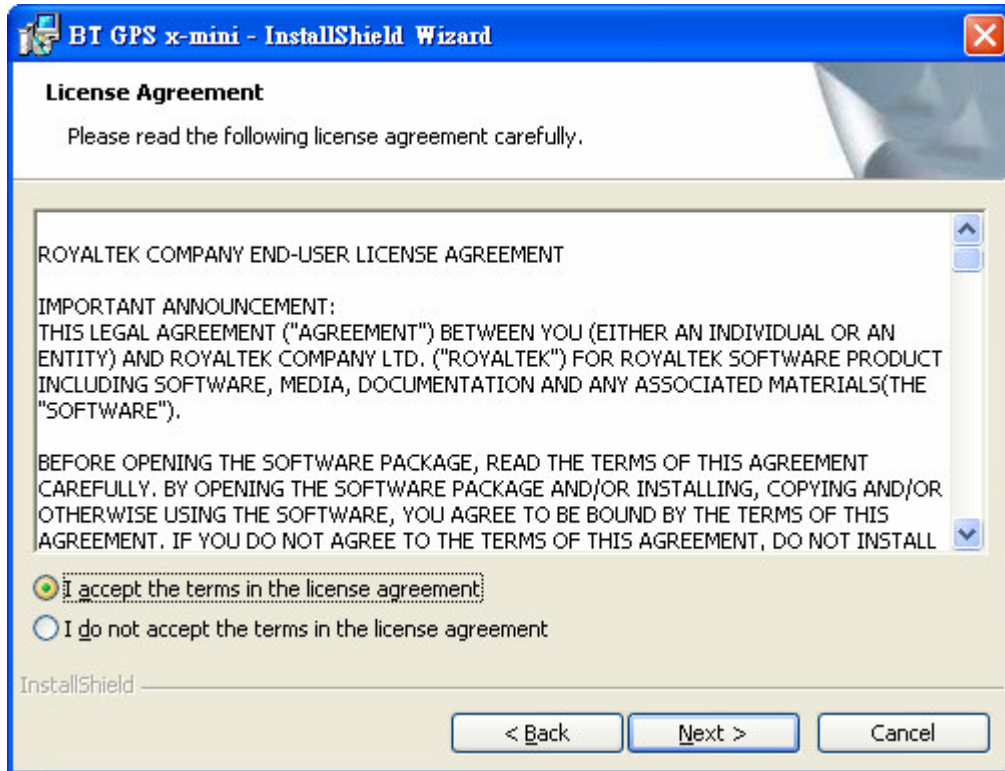 BT GPS x-mini - InstallShield Wizard
License Agreement
Please read the following license agreement carefully.
ROYALTEK COMPANY END-USER LICENSE AGREEMENT
IMPORTANT ANNOUNCEMENT:
THIS LEGAL AGREEMENT ("AGREEMENT") BETWEEN YOU (EITHER AN INDIVIDUAL OR AN
ENTITY) AND ROYALTEK COMPANY LTD. ("ROYALTEK") FOR ROYALTEK SOFTWARE PRODUCT
INCLUDING SOFTWARE, MEDIA, DOCUMENTATION AND ANY ASSOCIATED MATERIALS(THE
"SOFTWARE").
BEFORE OPENING THE SOFTWARE PACKAGE, READ THE TERMS OF THIS AGREEMENT
CAREFULLY. BY OPENING THE SOFTWARE PACKAGE AND/OR INSTALLING, COPYING AND/OR
OTHERWISE USING THE SOFTWARE, YOU AGREE TO BE BOUND BY THE TERMS OF THIS
AGREEMENT. IF YOU DO NOT AGREE TO THE TERMS OF THIS AGREEMENT, DO NOT INSTALL
I accept the terms in the license agreement
I do not accept the terms in the license agreement
InstallShield
< Back Next > Cancel